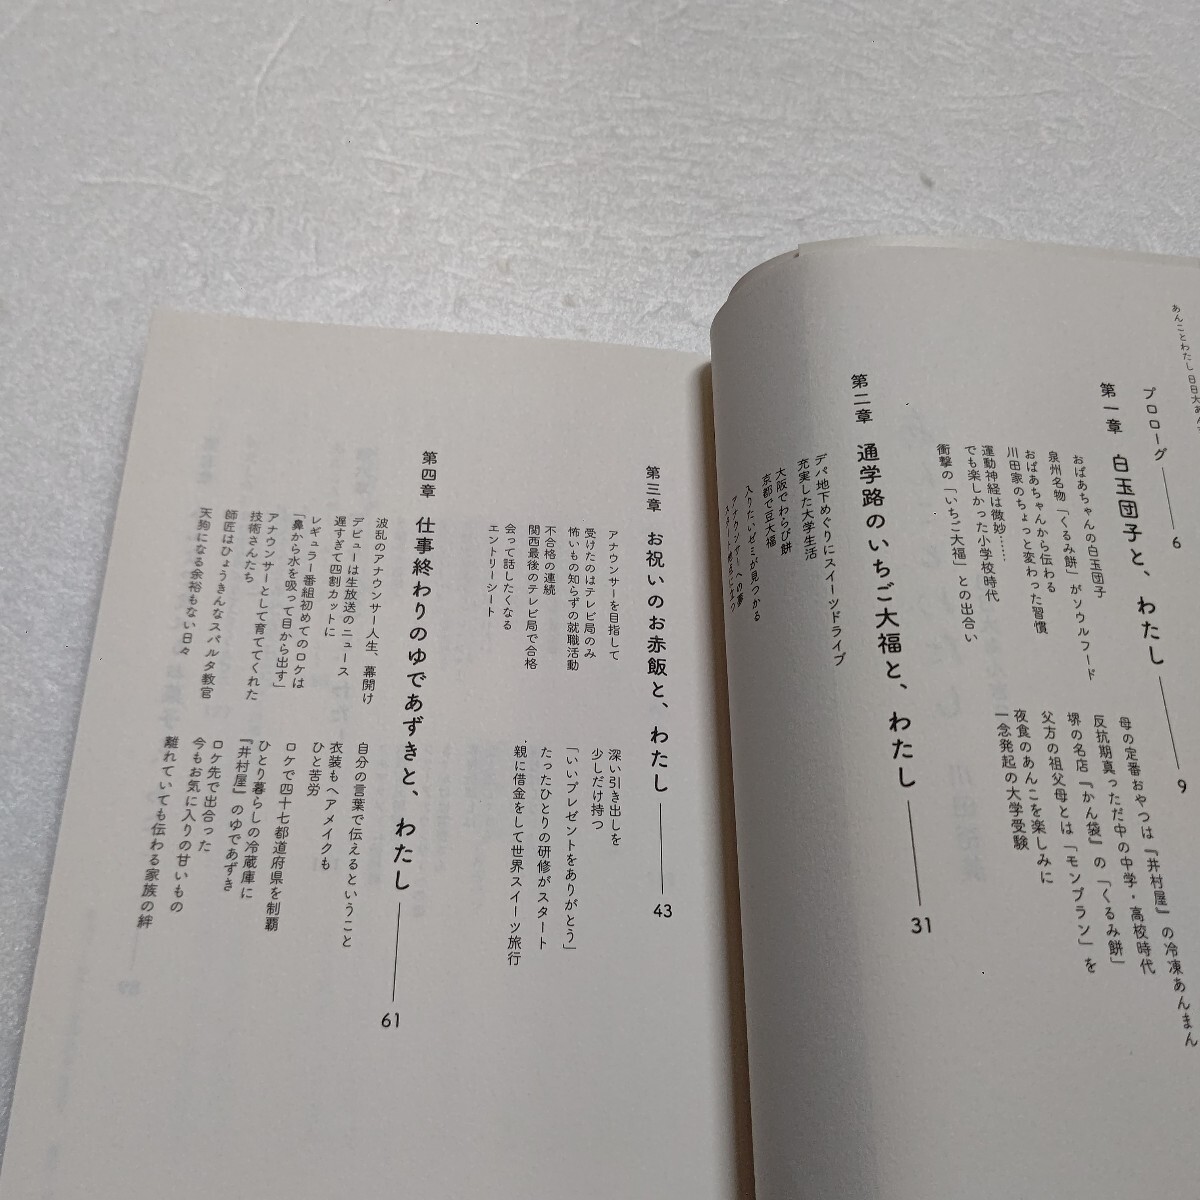 あんことわたし 日日大あん
プロローグ 6
第一章 白玉団子と、わたし 9
おばあちゃんの白玉団子
泉州名物「くるみ餅」がソウルフード
おばあちゃんから伝わる
川田家のちょっと変わった習慣
運動神経は微妙……
でも楽しかった小学校時代
衝撃の「いちご大福」との出合い
母の定番おやつは『井村屋』の冷凍あんまん
反抗期真っただ中の中学・高校時代
堺の名店『かん袋』の「くるみ餅」
父方の祖父母とは「モンブラン」を
夜食のあんこを楽しみに
一念発起の大学受験
第二章 通学路のいちご大福と、わたし 31
デパ地下めぐりにスイーツドライブ
充実した大学生活
大阪でわらび餅
京都で豆大福
入りたいゼミが見つかる
アナウンサーへの夢
第三章 お祝いのお赤飯と、わたし 43
アナウンサーを目指して
受けたのはテレビ局のみ
怖いもの知らずの就職活動
不合格の連続
関西最後のテレビ局で合格
会って話したくなる
エントリーシート
深い引き出しを
少しだけ持つ
「いいプレゼントをありがとう」
たったひとりの研修がスタート
親に借金をして世界スイーツ旅行
第四章 仕事終わりのゆであずきと、わたし 61
波乱のアナウンサー人生、幕開け
デビューは生放送のニュース
遅すぎて四割カットに
レギュラー番組初めてのロケは
「鼻から水を吸って目から出す」
アナウンサーとして育ててくれた
技術さんたち
師匠はひょうきんなスパルタ教官
天狗になる余裕もない日々
自分の言葉で伝えるということ
衣装もヘアメイクも
ひと苦労
ロケで四十七都道府県を制覇
ひとり暮らしの冷蔵庫に
『井村屋』のゆであずき
ロケ先で出合った
今もお気に入りの甘いもの
離れていても伝わる家族の絆